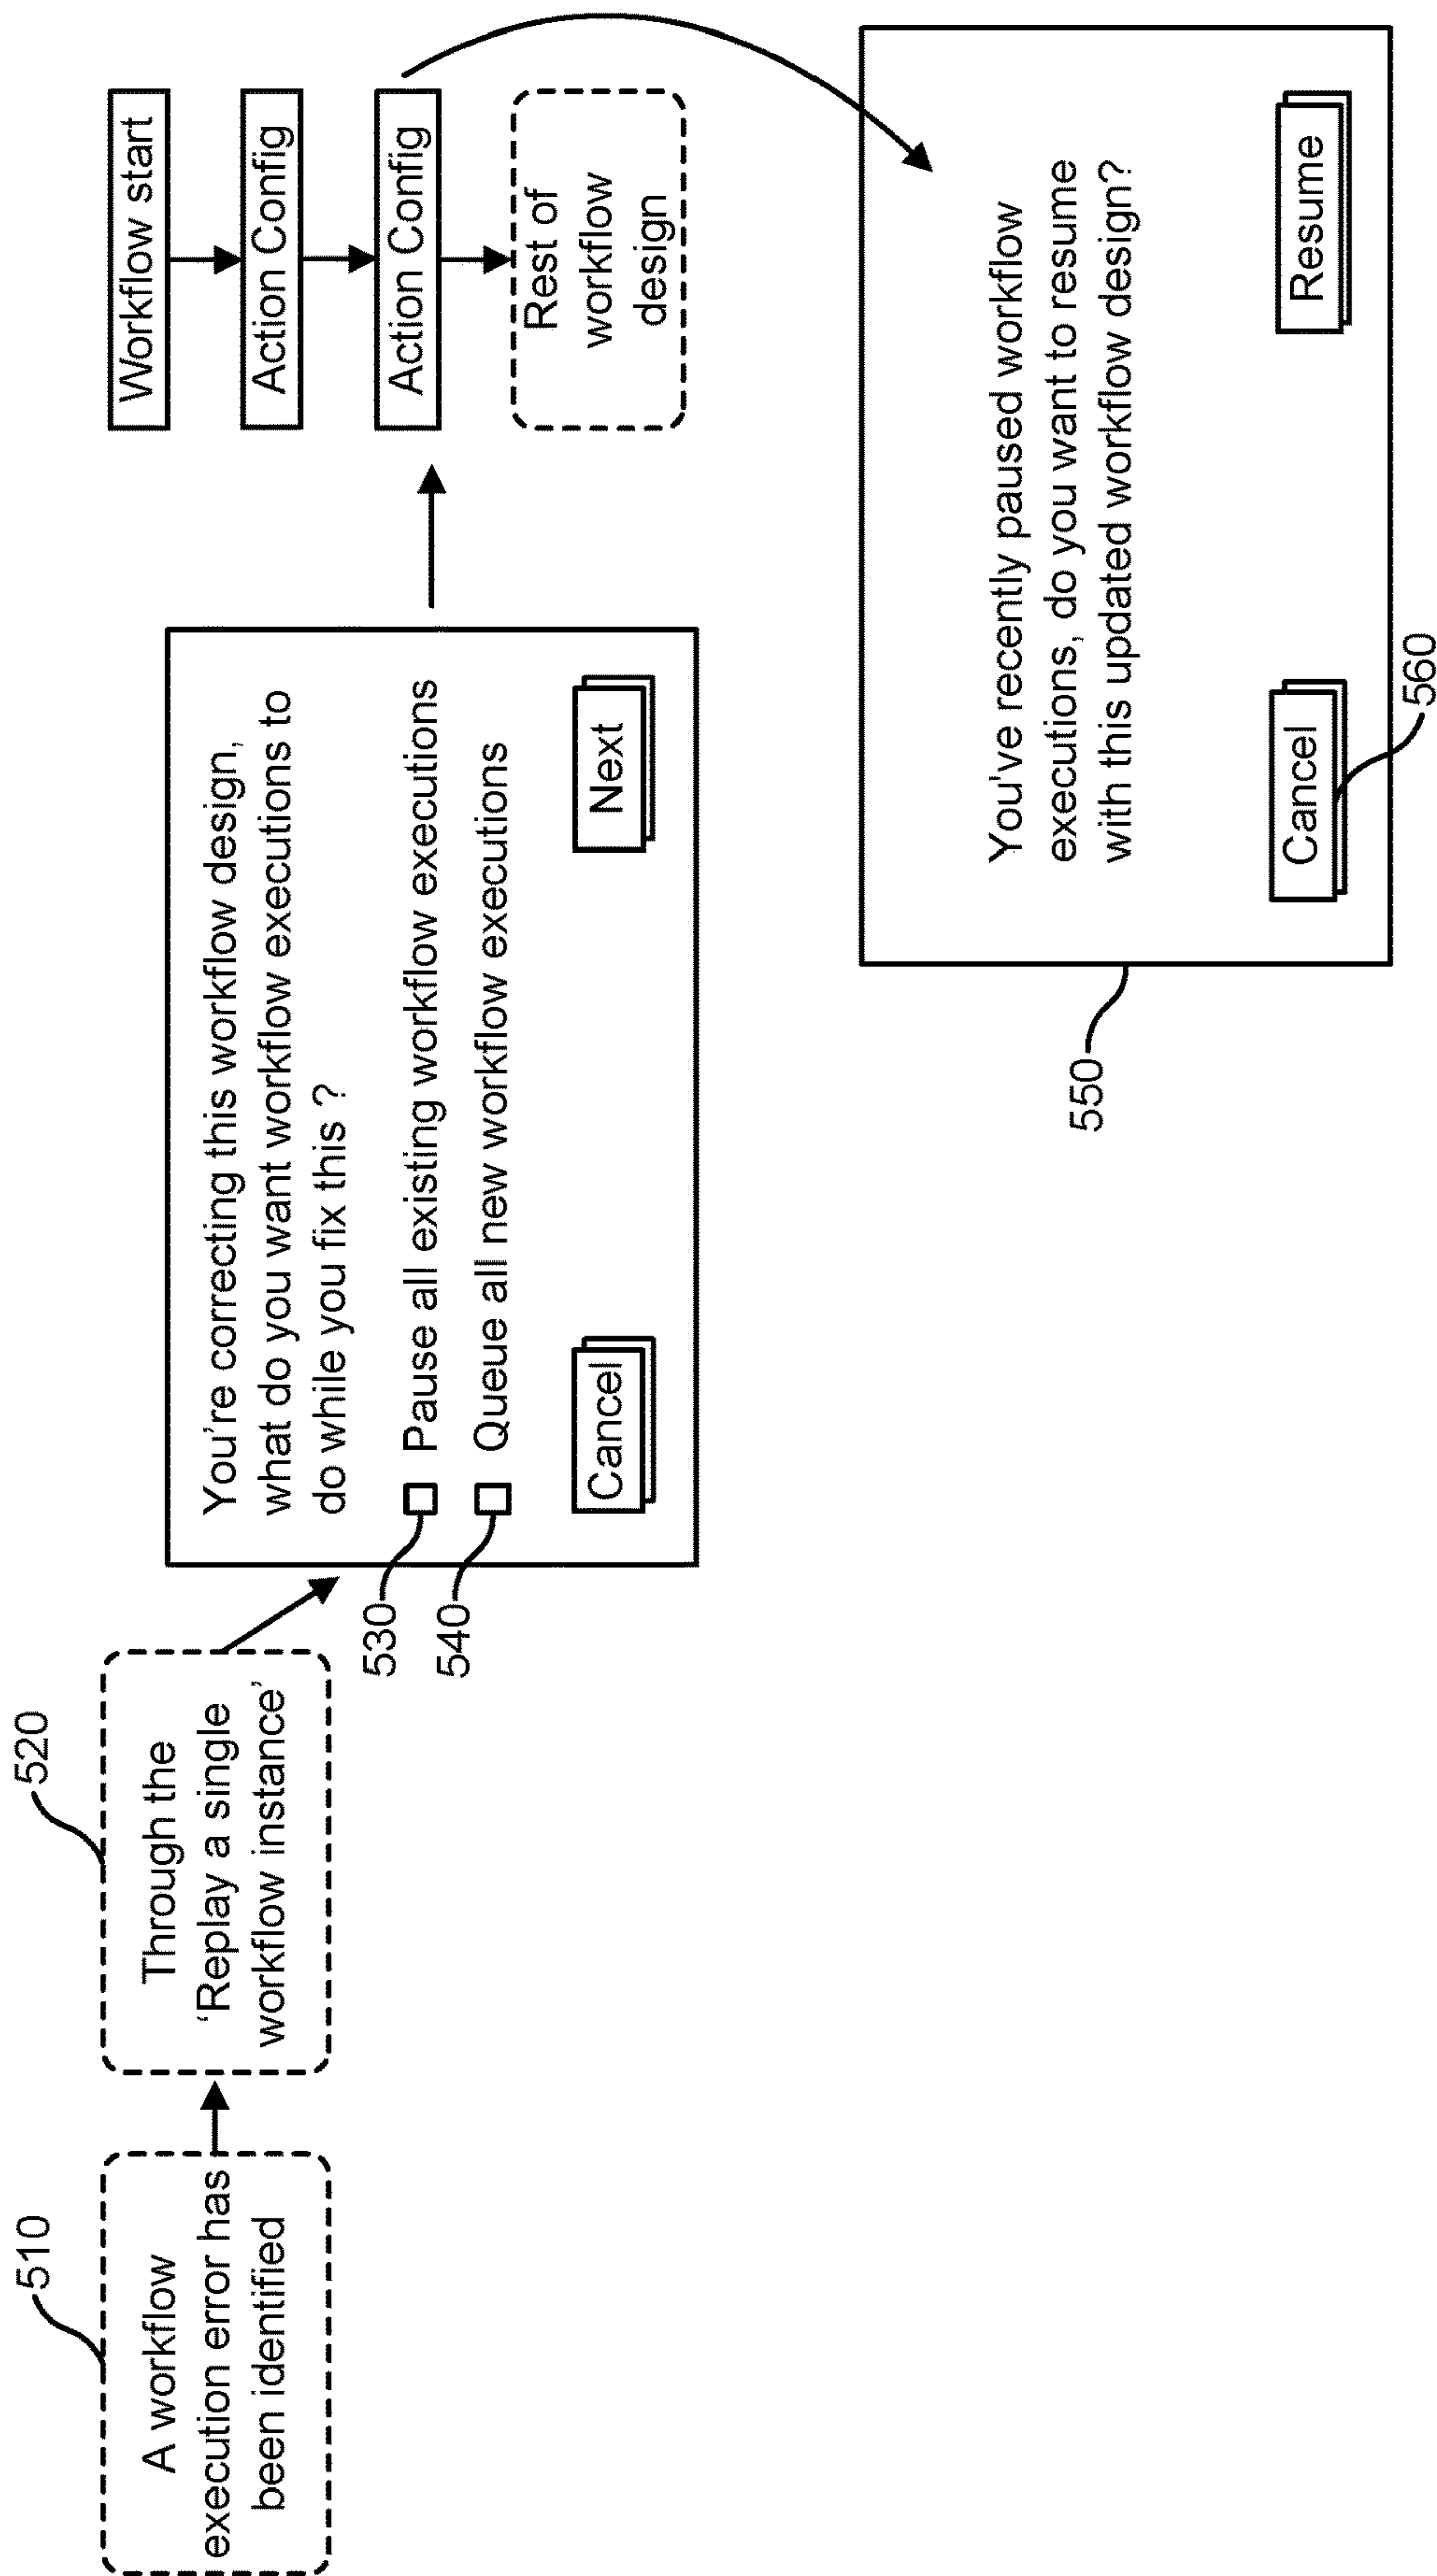 510
A workflow
execution error has
been identified
520
Through the
‘Replay a single
workflow instance’
You're correcting this workflow design,
what do you want workflow executions to
do while you fix this ?
530
Pause all existing workflow executions
540
Queue all new workflow executions
Cancel
Next
Workflow start
Action Config
Action Config
Rest of
workflow
design
550
You've recently paused workflow
executions, do you want to resume
with this updated workflow design?
Cancel
Resume
560